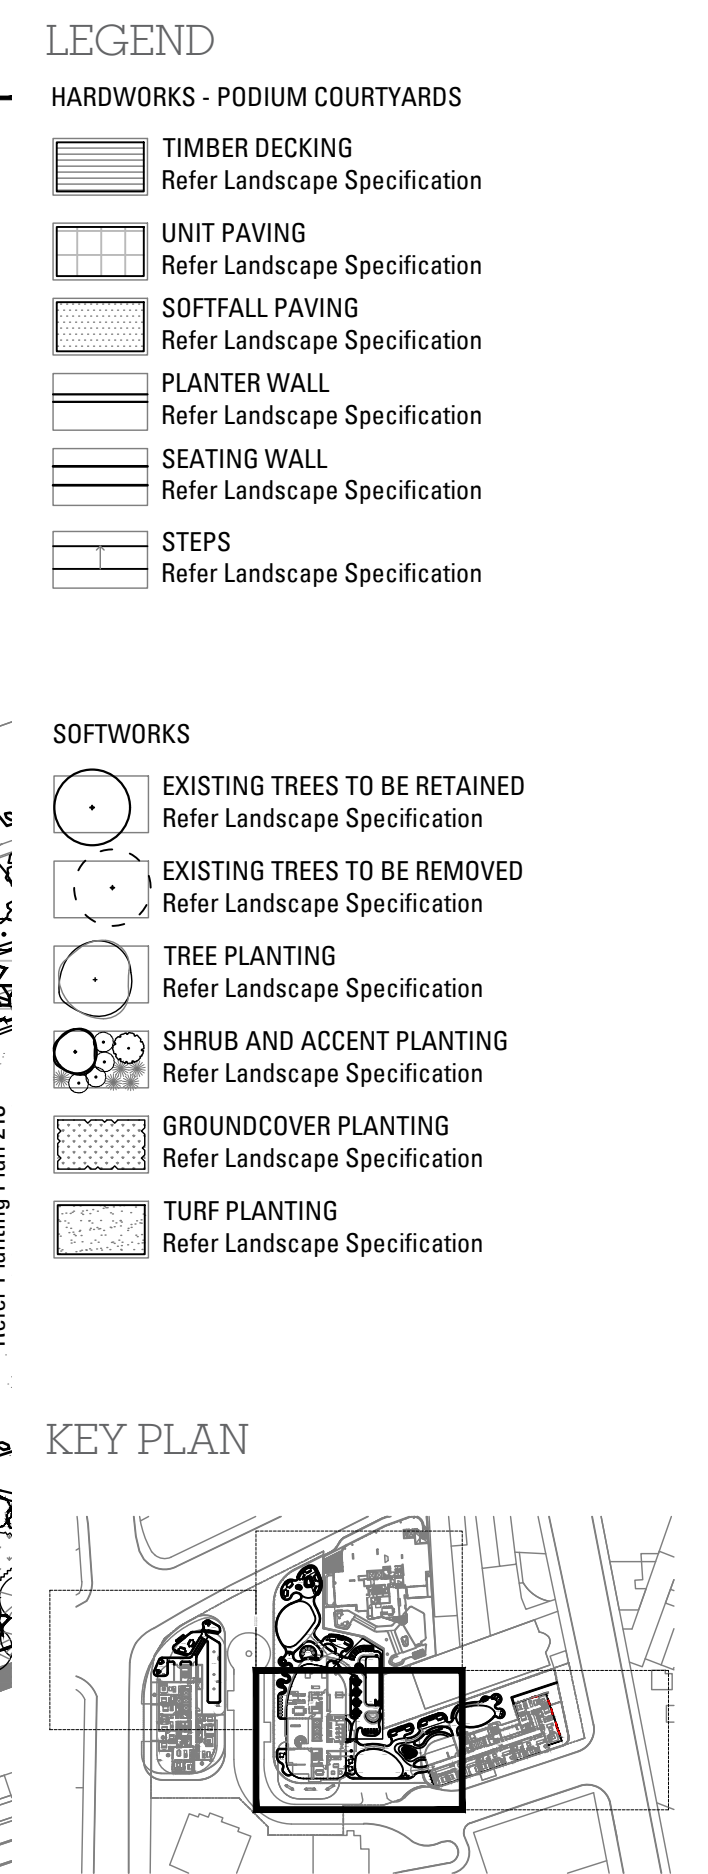 LEGEND
HARDWORKS - PODIUM COURTYARDS
TIMBER DECKING
Refer Landscape Specification
UNIT PAVING
Refer Landscape Specification
SOFTFALL PAVING
Refer Landscape Specification
PLANTER WALL
Refer Landscape Specification
SEATING WALL
Refer Landscape Specification
STEPS
Refer Landscape Specification
SOFTWORKS
EXISTING TREES TO BE RETAINED
Refer Landscape Specification
EXISTING TREES TO BE REMOVED
Refer Landscape Specification
TREE PLANTING
Refer Landscape Specification
SHRUB AND ACCENT PLANTING
Refer Landscape Specification
GROUNDCOVER PLANTING
Refer Landscape Specification
TURF PLANTING
Refer Landscape Specification
KEY PLAN